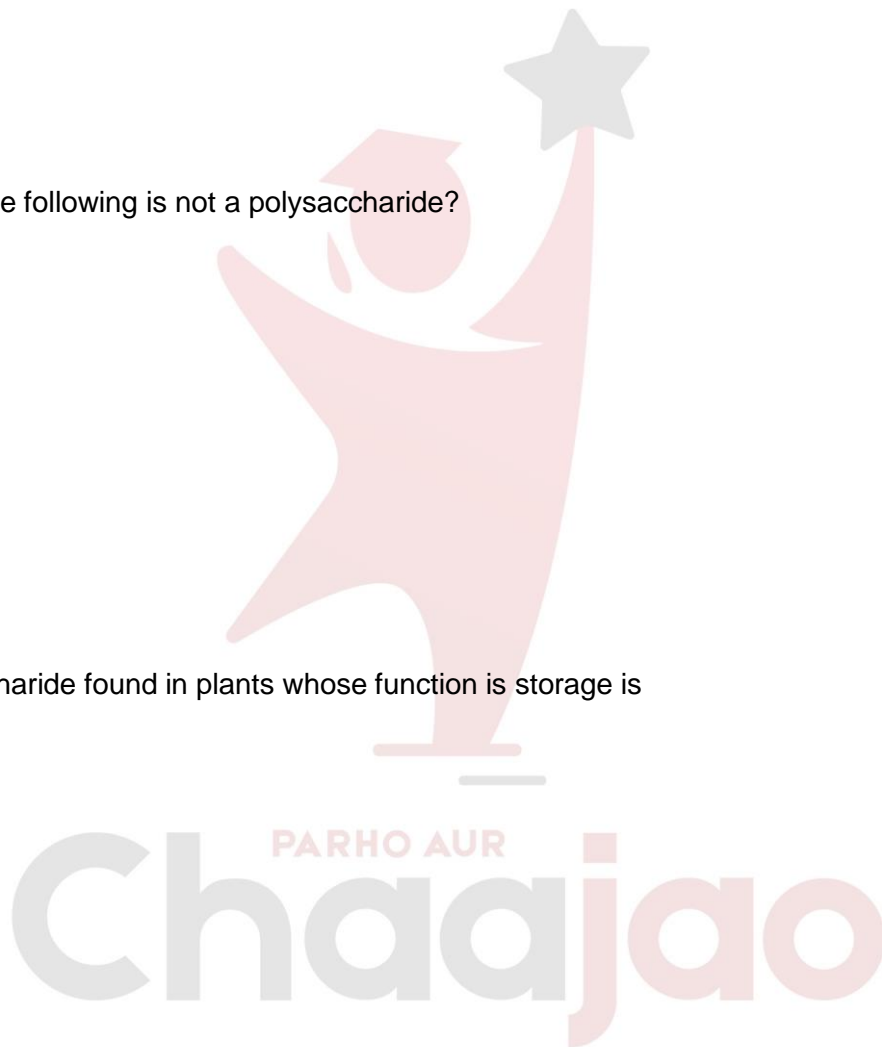 e following is not a polysaccharide?
haride found in plants whose function is storage is
PARHO AUR
Chaajao